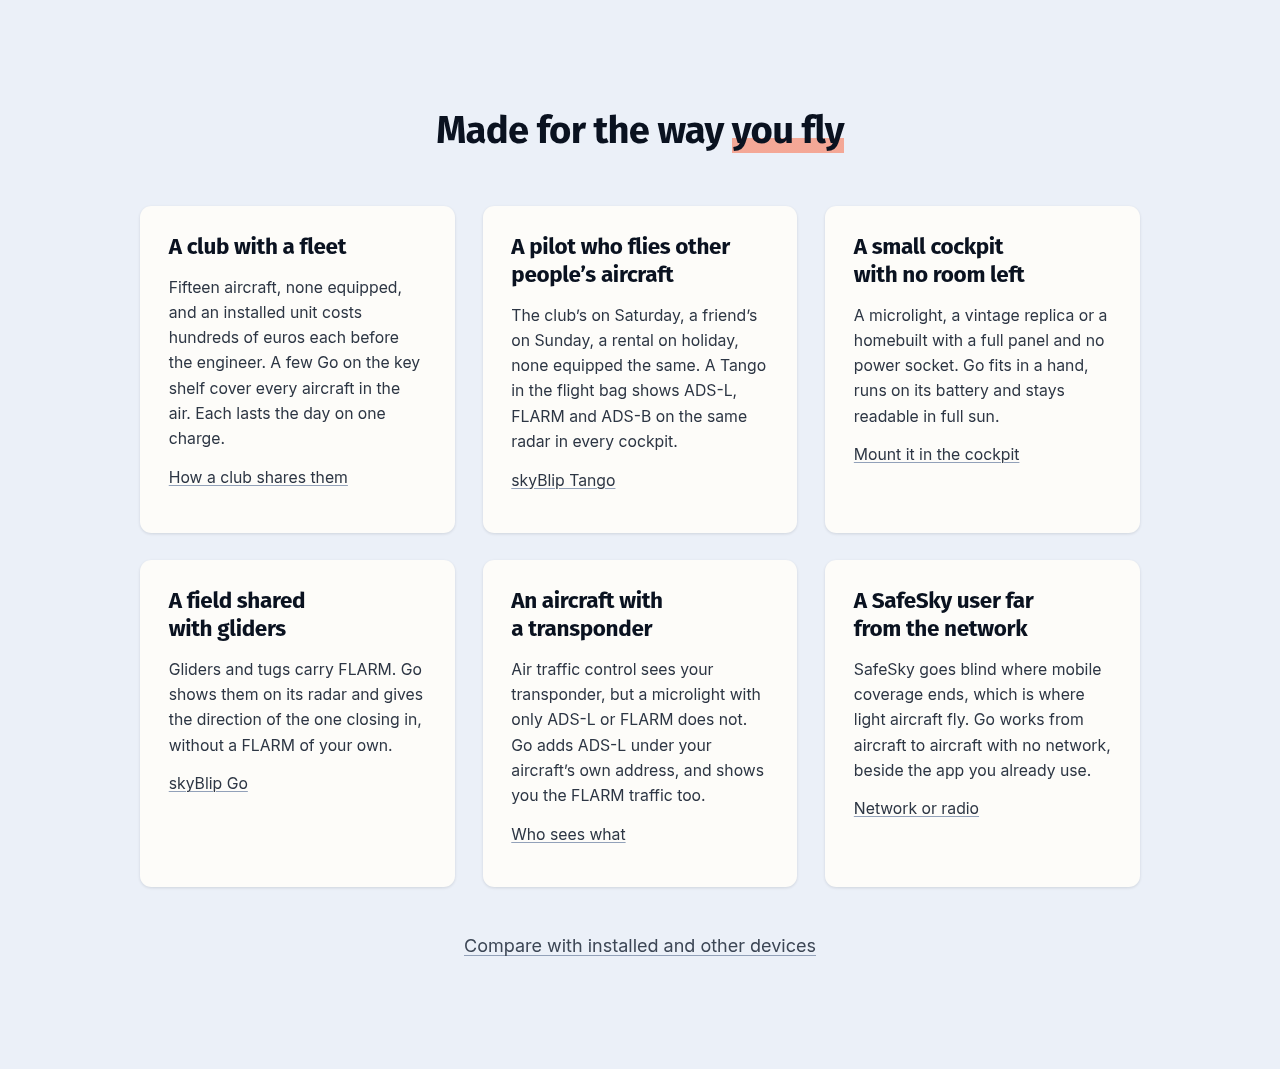 Made for the way you fly
A club with a fleet
Fifteen aircraft, none equipped,
and an installed unit costs
hundreds of euros each before
the engineer. A few Go on the key
shelf cover every aircraft in the
air. Each lasts the day on one
charge.
How a club shares them
A pilot who flies other
people’s aircraft
The club’s on Saturday, a friend’s
on Sunday, a rental on holiday,
none equipped the same. A Tango
in the flight bag shows ADS-L,
FLARM and ADS-B on the same
radar in every cockpit.
skyBlip Tango
A small cockpit
with no room left
A microlight, a vintage replica or a
homebuilt with a full panel and no
power socket. Go fits in a hand,
runs on its battery and stays
readable in full sun.
Mount it in the cockpit
A field shared
with gliders
Gliders and tugs carry FLARM. Go
shows them on its radar and gives
the direction of the one closing in,
without a FLARM of your own.
skyBlip Go
An aircraft with
a transponder
Air traffic control sees your
transponder, but a microlight with
only ADS-L or FLARM does not.
Go adds ADS-L under your
aircraft’s own address, and shows
you the FLARM traffic too.
Who sees what
A SafeSky user far
from the network
SafeSky goes blind where mobile
coverage ends, which is where
light aircraft fly. Go works from
aircraft to aircraft with no network,
beside the app you already use.
Network or radio
Compare with installed and other devices